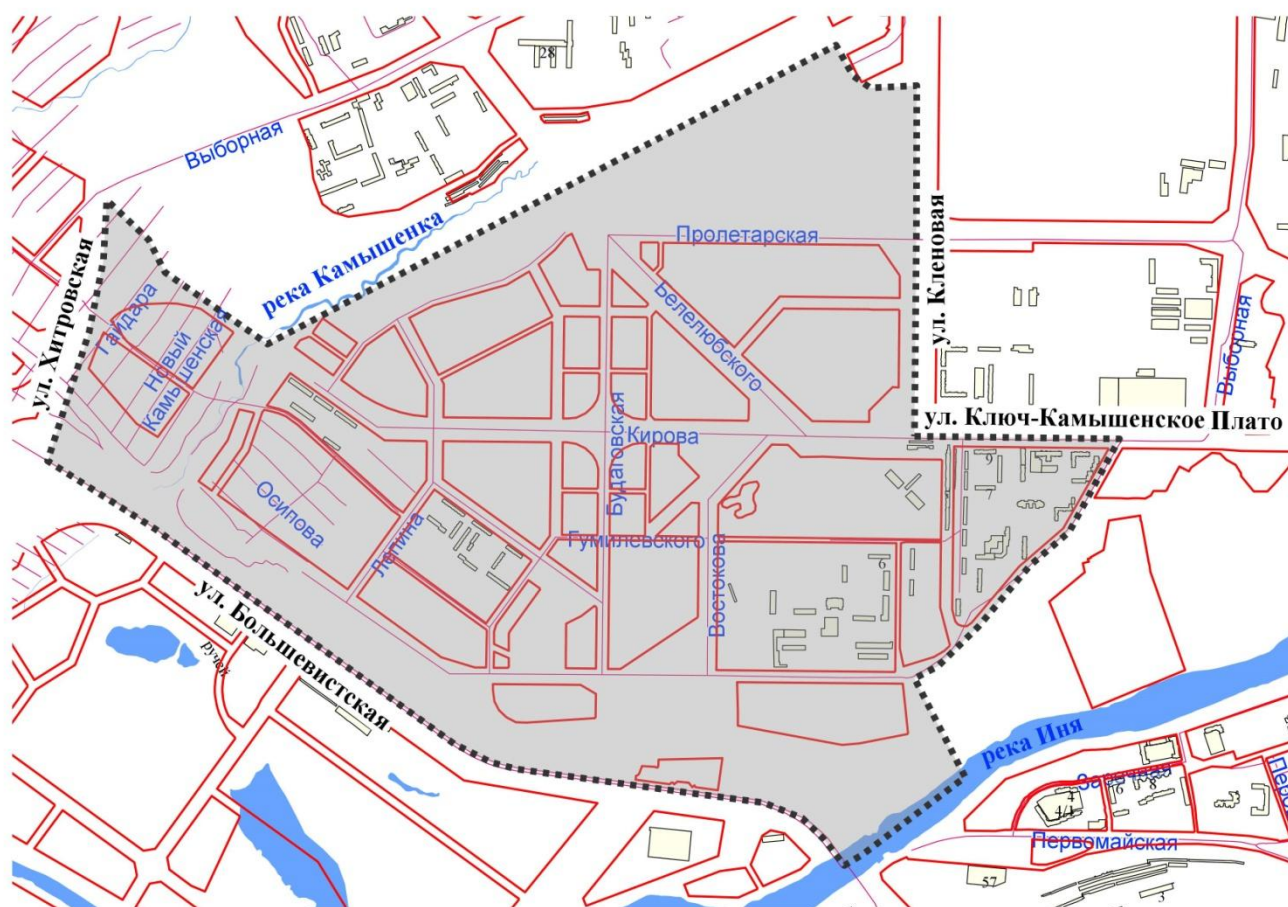 28
Выборная
река Камышенка
Пролетарская
ул. Хитровская
Гайдара
Новый
Камышенская
Белелюбского
ул. Кленовая
Выборная
ул. Ключ-Камышенское Плато
Кирова
Будаговская
9
7
Осипова
Лепина
Гумилевского
Востокова
6
ул. Большевистская
ручей
река Иня
Заречная
4
4/1
6
8
Первомайская
57
3